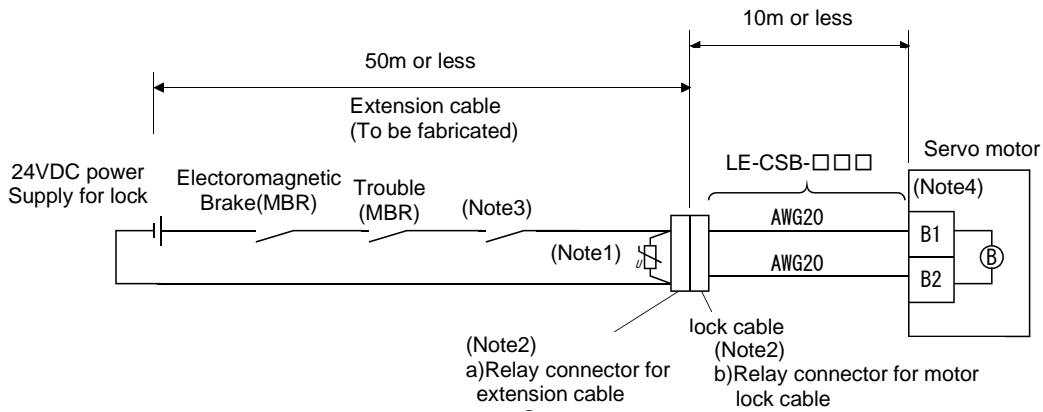 10m or less
50m or less
Extension cable
(To be fabricated)
LE-CSB-□□□
Servo motor
24VDC power
Supply for lock
Electoromagnetic
Brake(MBR)
Trouble
(MBR)
(Note3)
(Note4)
AWG20
(Note1)
U
B1
B
AWG20
B2
lock cable
(Note2)
a)Relay connector for
extension cable
(Note2)
b)Relay connector for motor
lock cable